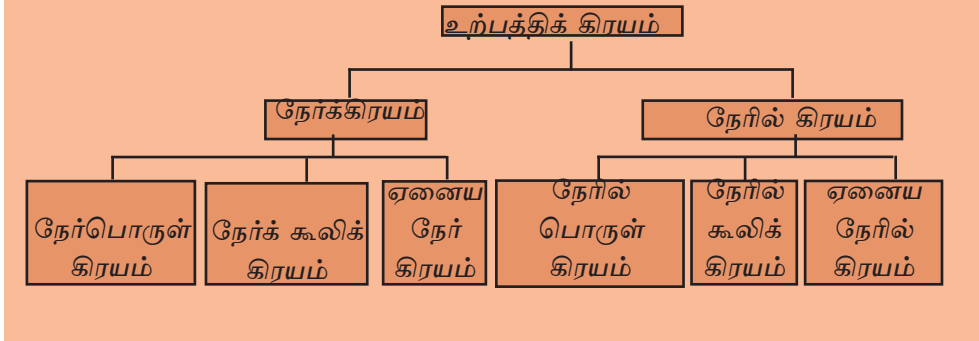 உற்பத்திக் கிரயம்
நேர்க்கிரயம்
நேரில் கிரயம்
நேர்பொருள்
கிரயம்
நேர்க் கூலிக்
கிரயம்
ஏனைய
நேர்
கிரயம்
நேரில்
பொருள்
கிரயம்
நேரில்
கூலிக்
கிரயம்
ஏனைய
நேரில்
கிரயம்